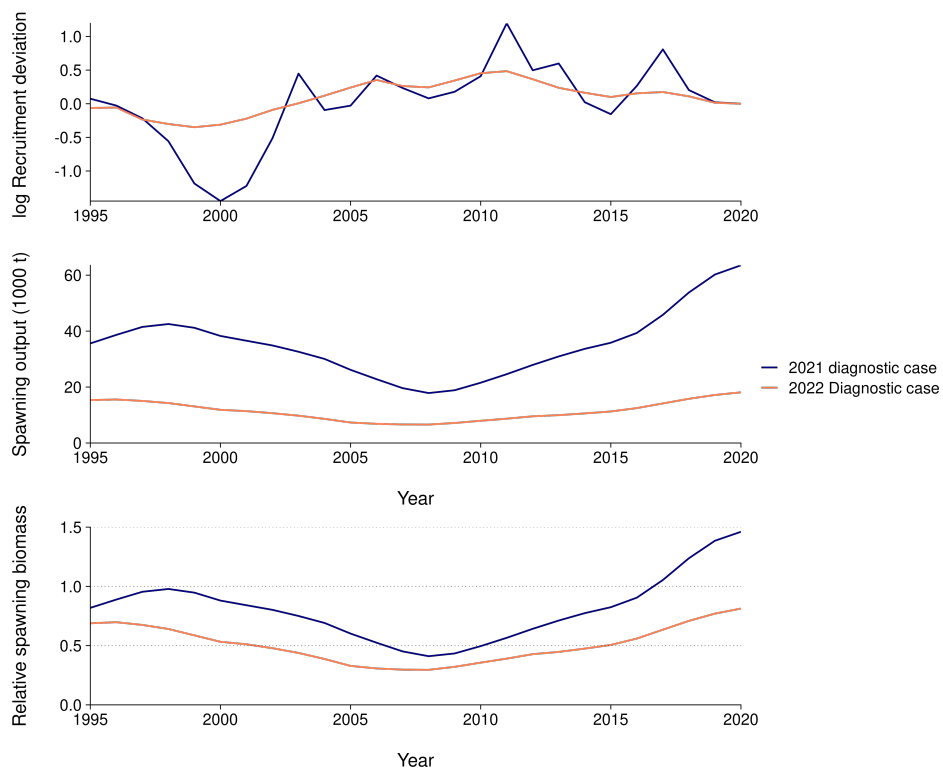 log Recruitment deviation
1.0
0.5
0.0
-0.5
-1.0
1995 2000 2005 2010 2015 2020
Spawning output (1000 t)
60
40
20
0
1995 2000 2005 2010 2015 2020
Year
2021 diagnostic case
2022 Diagnostic case
Relative spawning biomass
1.5
1.0
0.5
0.0
1995 2000 2005 2010 2015 2020
Year